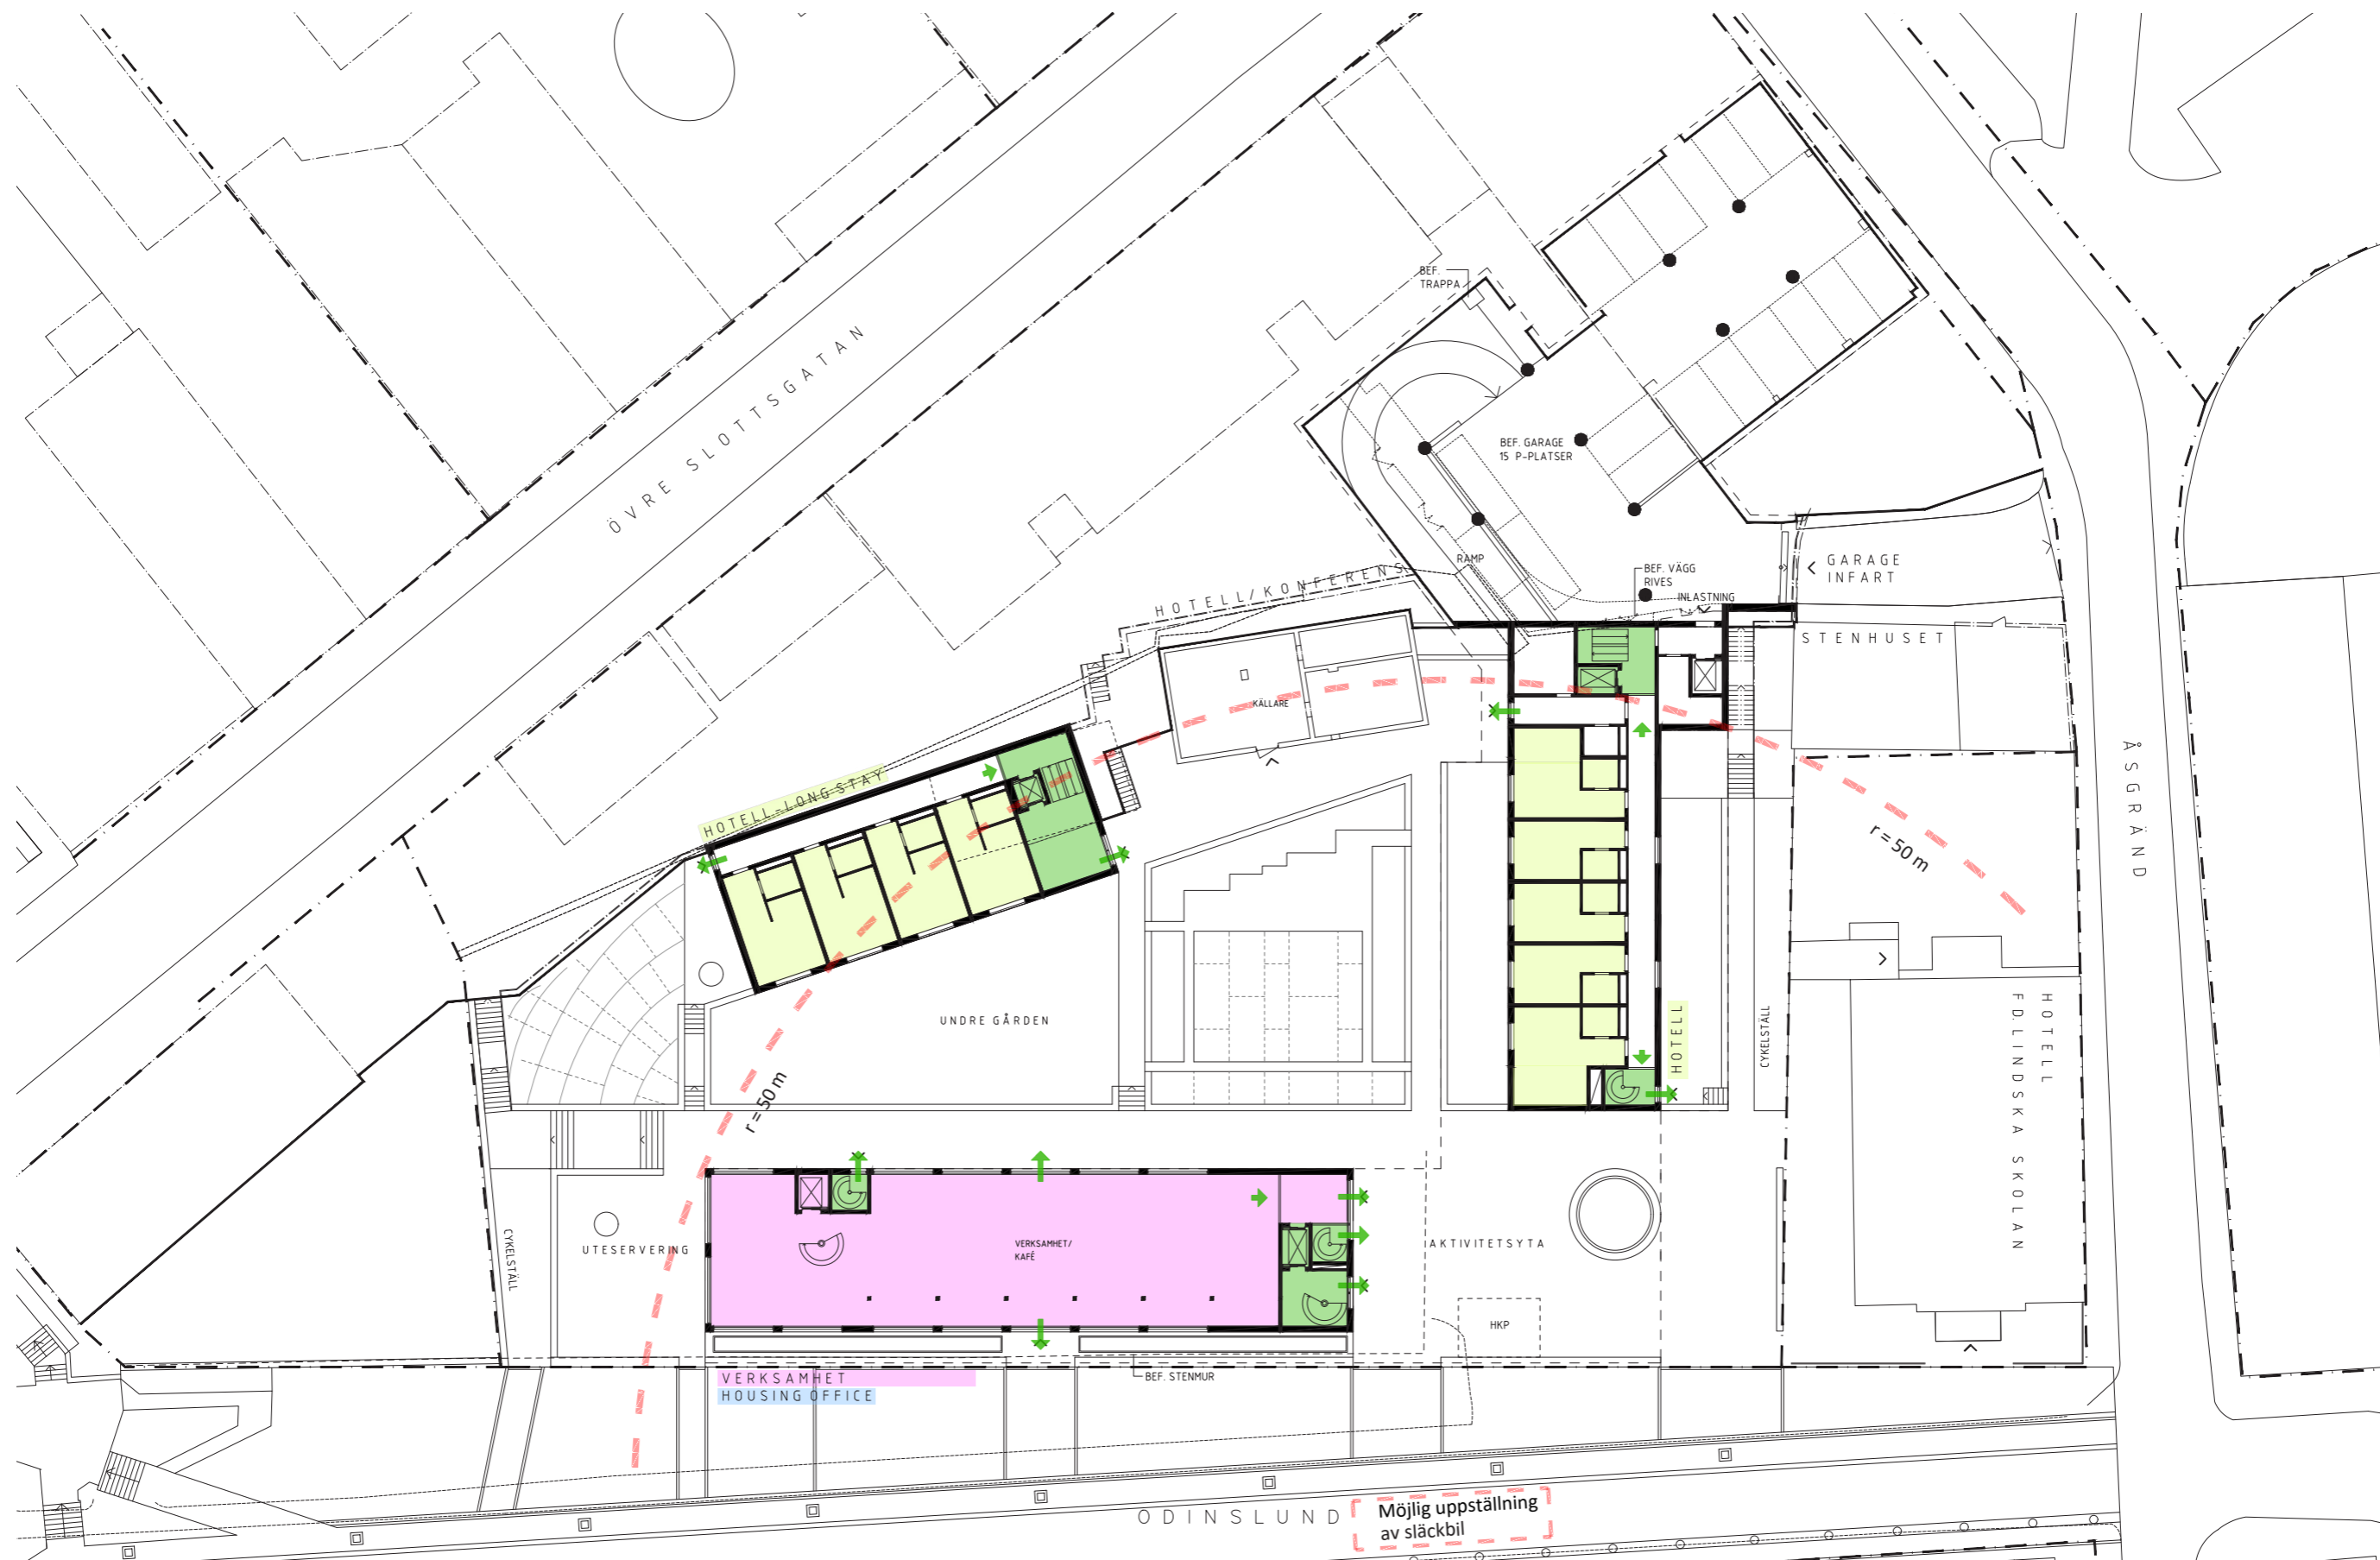 BEF.
TRAPPA
ÖVRE SLOTTSGATAN
BEF. GARAGE
15 P-PLATSER
RAMP
BEF. VÄGG
RIVES
GARAGE
INFART
INLASTNING
HOTELL/KONFERENS
STENHUSET
KÄLLARE
HOTELL-LONGSTAY
ÅSGRÄND
r = 50 m
UNDRE GÅRDEN
HOTELL
CYKELSTÄLL
HOTELL
FD.LINDSKA SKOLAN
r = 50 m
CYKELSTÄLL
UTESERVERING
VERKSAMHET/
KAFÉ
AKTIVITETSYTA
HKP
VERKSAMHET
HOUSING OFFICE
BEF. STENMUR
ODINSLUND
Möjlig uppställning
av släckbil